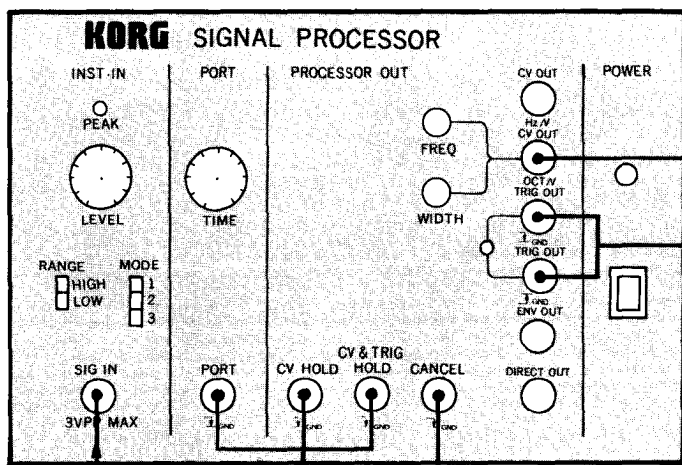 KORG SIGNAL PROCESSOR
INST-IN
PORT
PROCESSOR OUT
CV OUT
POWER
PEAK
Hz/V
CV OUT
FREQ
OCT/V
TRIG OUT
LEVEL
TIME
WIDTH
GND
TRIG OUT
RANGE
MODE
HIGH
1
LOW
2
3
GND
ENV OUT
SIG IN
PORT
CV HOLD
CV & TRIG
HOLD
CANCEL
DIRECT OUT
3VP MAX
GND
GND
GND
GND